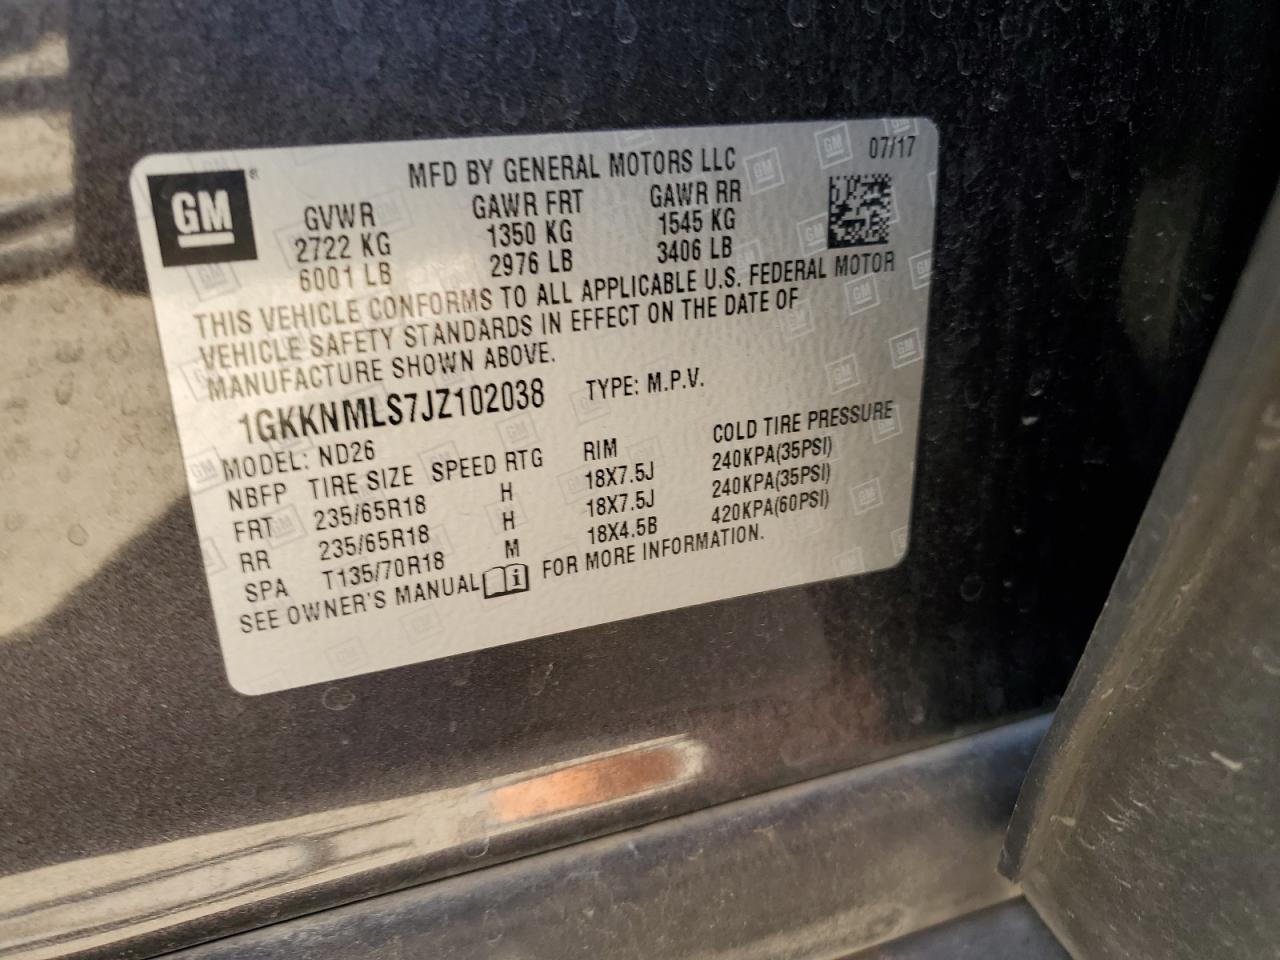 GM
MFD BY GENERAL MOTORS LLC 07/17
GVWR GAWR FRT GAWR RR
2722 KG 1350 KG 1545 KG
6001 LB 2976 LB 3406 LB
THIS VEHICLE CONFORMS TO ALL APPLICABLE U.S. FEDERAL MOTOR
VEHICLE SAFETY STANDARDS IN EFFECT ON THE DATE OF
MANUFACTURE SHOWN ABOVE.
1GKKNMLS7JZ102038 TYPE: M.P.V.
MODEL: ND26
NBFP TIRE SIZE SPEED RTG RIM COLD TIRE PRESSURE
FRT 235/65R18 H 18X7.5J 240KPA(35PSI)
RR 235/65R18 H 18X7.5J 240KPA(35PSI)
SPA T135/70R18 M 18X4.5B 420KPA(60PSI)
SEE OWNER'S MANUAL FOR MORE INFORMATION.